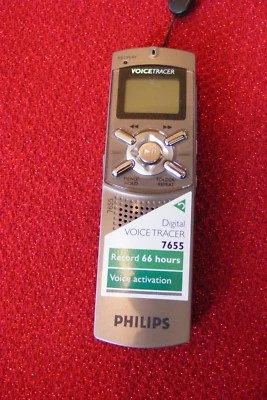 VOICETRACER
7655
Digital
VOICE TRACER
7655
Record 66 hours
Voice activation
PHILIPS